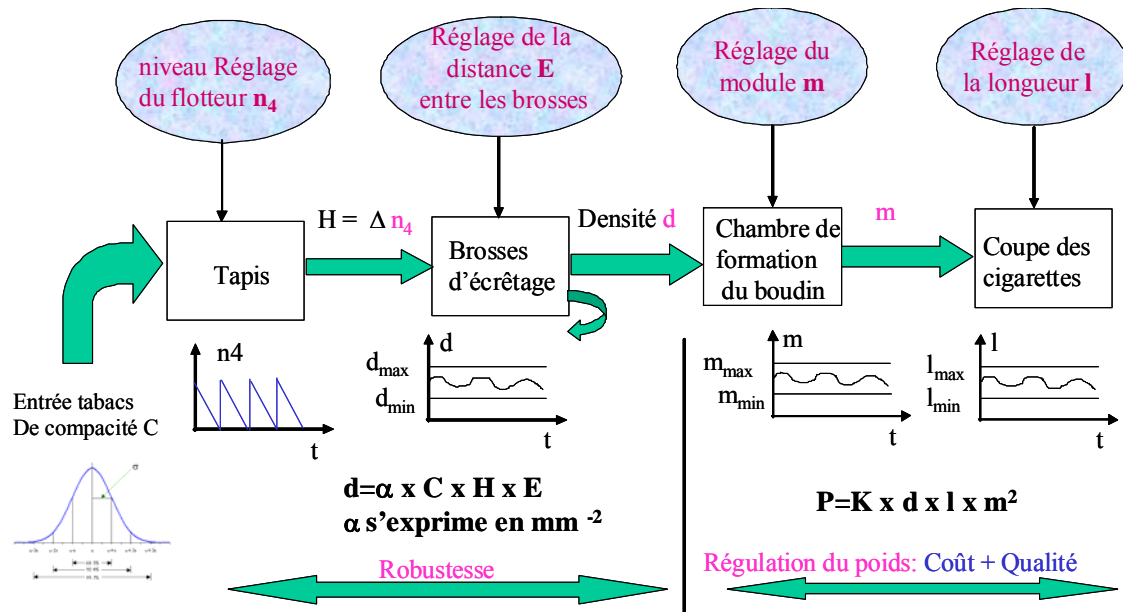 niveau Réglage
du flotteur n4
Réglage de la
distance E
entre les brosses
Réglage du
module m
Réglage de
la longueur l
H = Δ n4
Densité d
m
Tapis
Brosses
d'écrêtage
Chambre de
formation
du boudin
Coupe des
cigarettes
n4
t
d
dmax
dmin
t
m
mmax
mmin
t
l
lmax
lmin
t
Entrée tabacs
De compacité C
σ
d=α x C x H x E
α s'exprime en mm -2
P=K x d x l x m²
Robustesse
Régulation du poids: Coût + Qualité